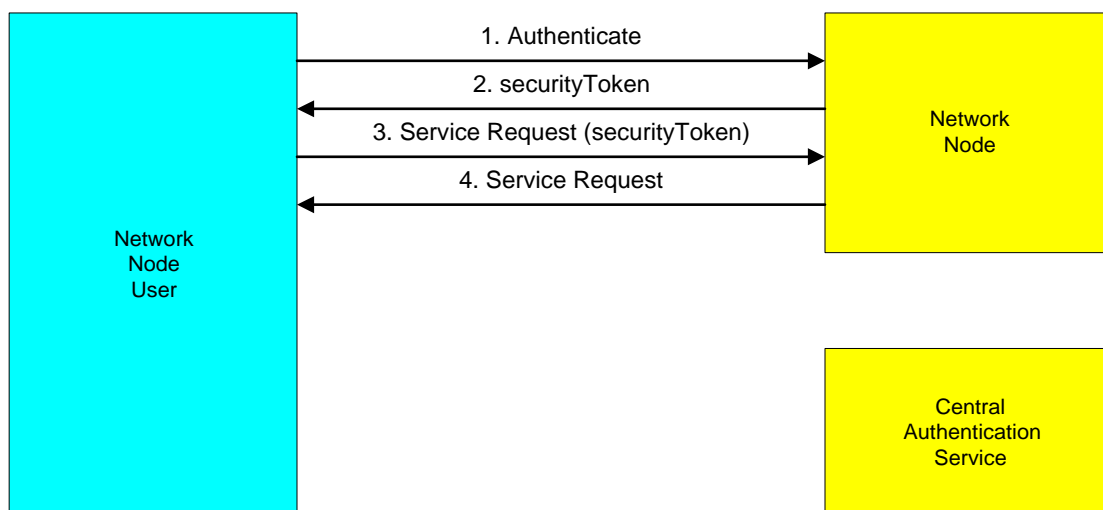 1. Authenticate
2. securityToken
3. Service Request (securityToken)
4. Service Request
Network
Node
User
Network
Node
Central
Authentication
Service